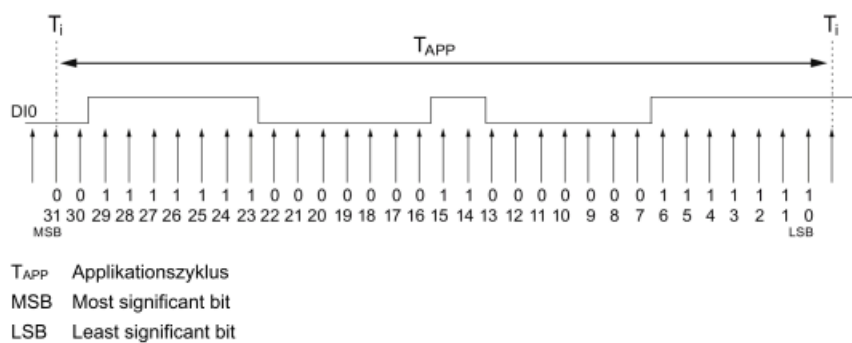 Ti Ti
TAPP
DI0
0 0 1 1 1 1 1 1 1 0 0 0 0 0 0 0 1 1 0 0 0 0 0 0 0 1 1 1 1 1 1 1
31 30 29 28 27 26 25 24 23 22 21 20 19 18 17 16 15 14 13 12 11 10 9 8 7 6 5 4 3 2 1 0
MSB LSB
TAPP Applikationszyklus
MSB Most significant bit
LSB Least significant bit